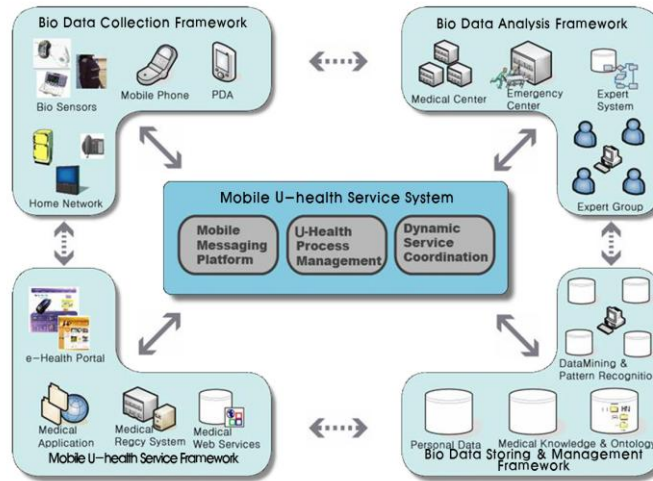 Bio Data Collection Framework
Bio Sensors
Mobile Phone
PDA
Home Network
Bio Data Analysis Framework
Medical Center
Emergency
Center
Expert
System
Expert Group
Mobile U-health Service System
Mobile
Messaging
Platform
U-Health
Process
Management
Dynamic
Service
Coordination
e-Health Portal
Medical
Application
Medical
Regcy System
Medical
Web Services
Mobile U-health Service Framework
DataMining &
Pattern Recognition
Personal Data
Medical Knowledge & Ontology
Bio Data Storing & Management
Framework